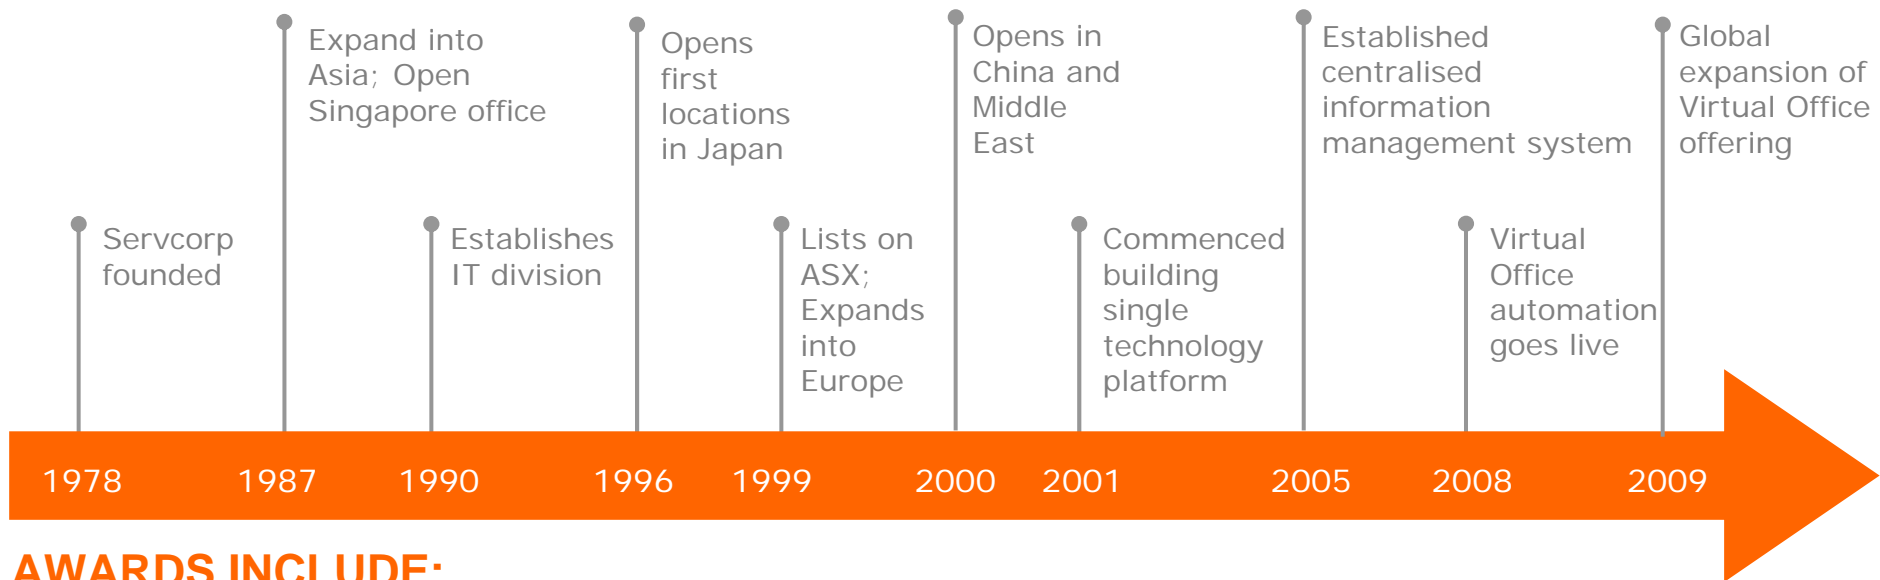 Expand into
Asia; Open
Singapore office
Opens
first
locations
in Japan
Opens in
China and
Middle
East
Established
centralised
information
management system
Global
expansion of
Virtual Office
offering
Servcorp
founded
Establishes
IT division
Lists on
ASX;
Expands
into
Europe
Commenced
building
single
technology
platform
Virtual
Office
automation
goes live
1978 1987 1990 1996 1999 2000 2001 2005 2008 2009
AWARDS INCLUDE: